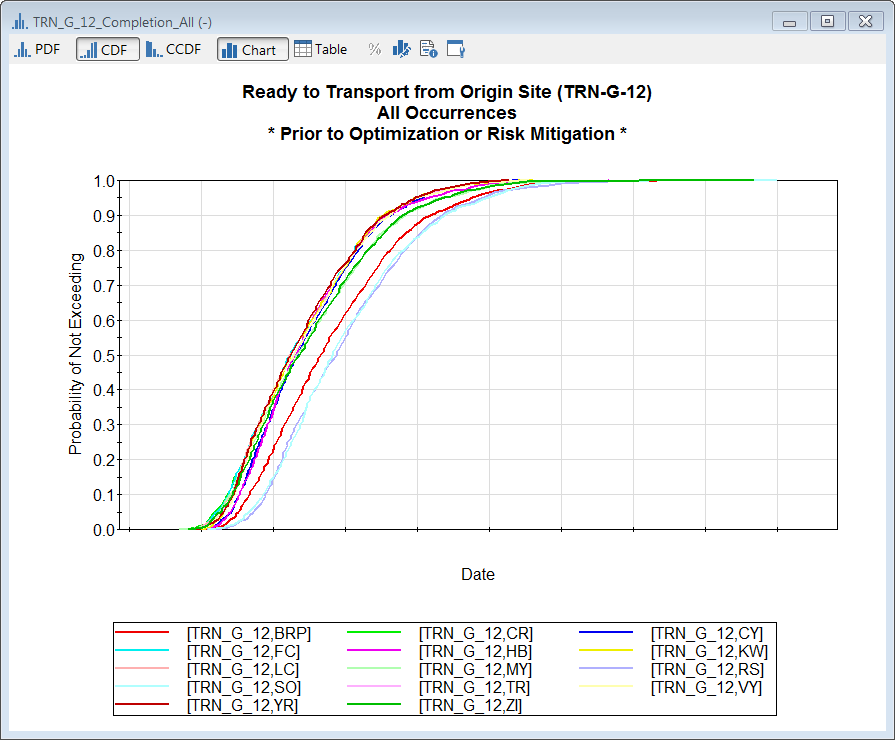 TRN_G_12_Completion_All (-)
PDF CDF CCDF Chart Table %
Ready to Transport from Origin Site (TRN-G-12)
All Occurrences
* Prior to Optimization or Risk Mitigation *
1.0
0.9
0.8
0.7
0.6
0.5
0.4
0.3
0.2
0.1
0.0
Probability of Not Exceeding
Date
[TRN_G_12,BRP] [TRN_G_12,CR] [TRN_G_12,CY]
[TRN_G_12,FC] [TRN_G_12,HB] [TRN_G_12,KW]
[TRN_G_12,LC] [TRN_G_12,MY] [TRN_G_12,RS]
[TRN_G_12,SO] [TRN_G_12,TR] [TRN_G_12,VY]
[TRN_G_12,YR] [TRN_G_12,ZI]